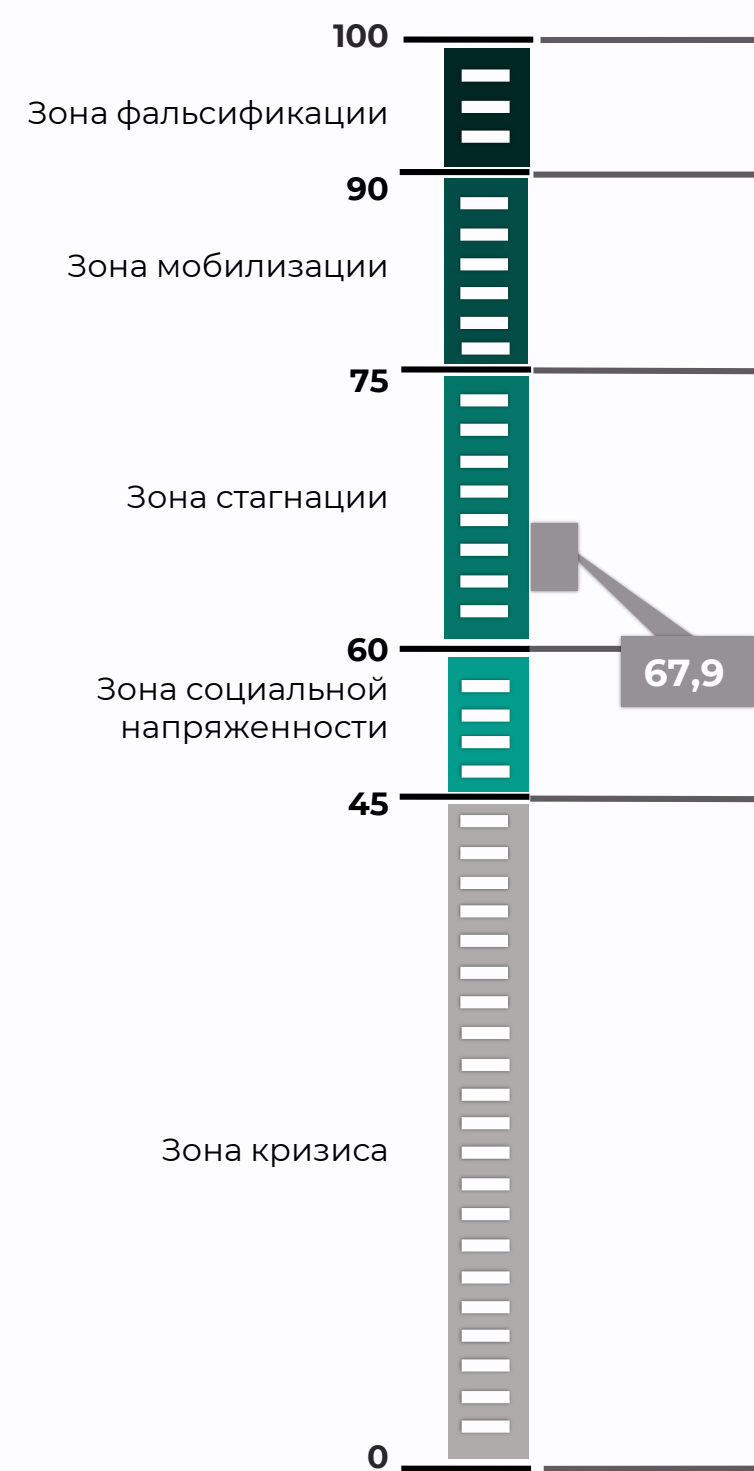 100
Зона фальсификации
90
Зона мобилизации
75
Зона стагнации
60
67,9
Зона социальной
напряженности
45
Зона кризиса
0